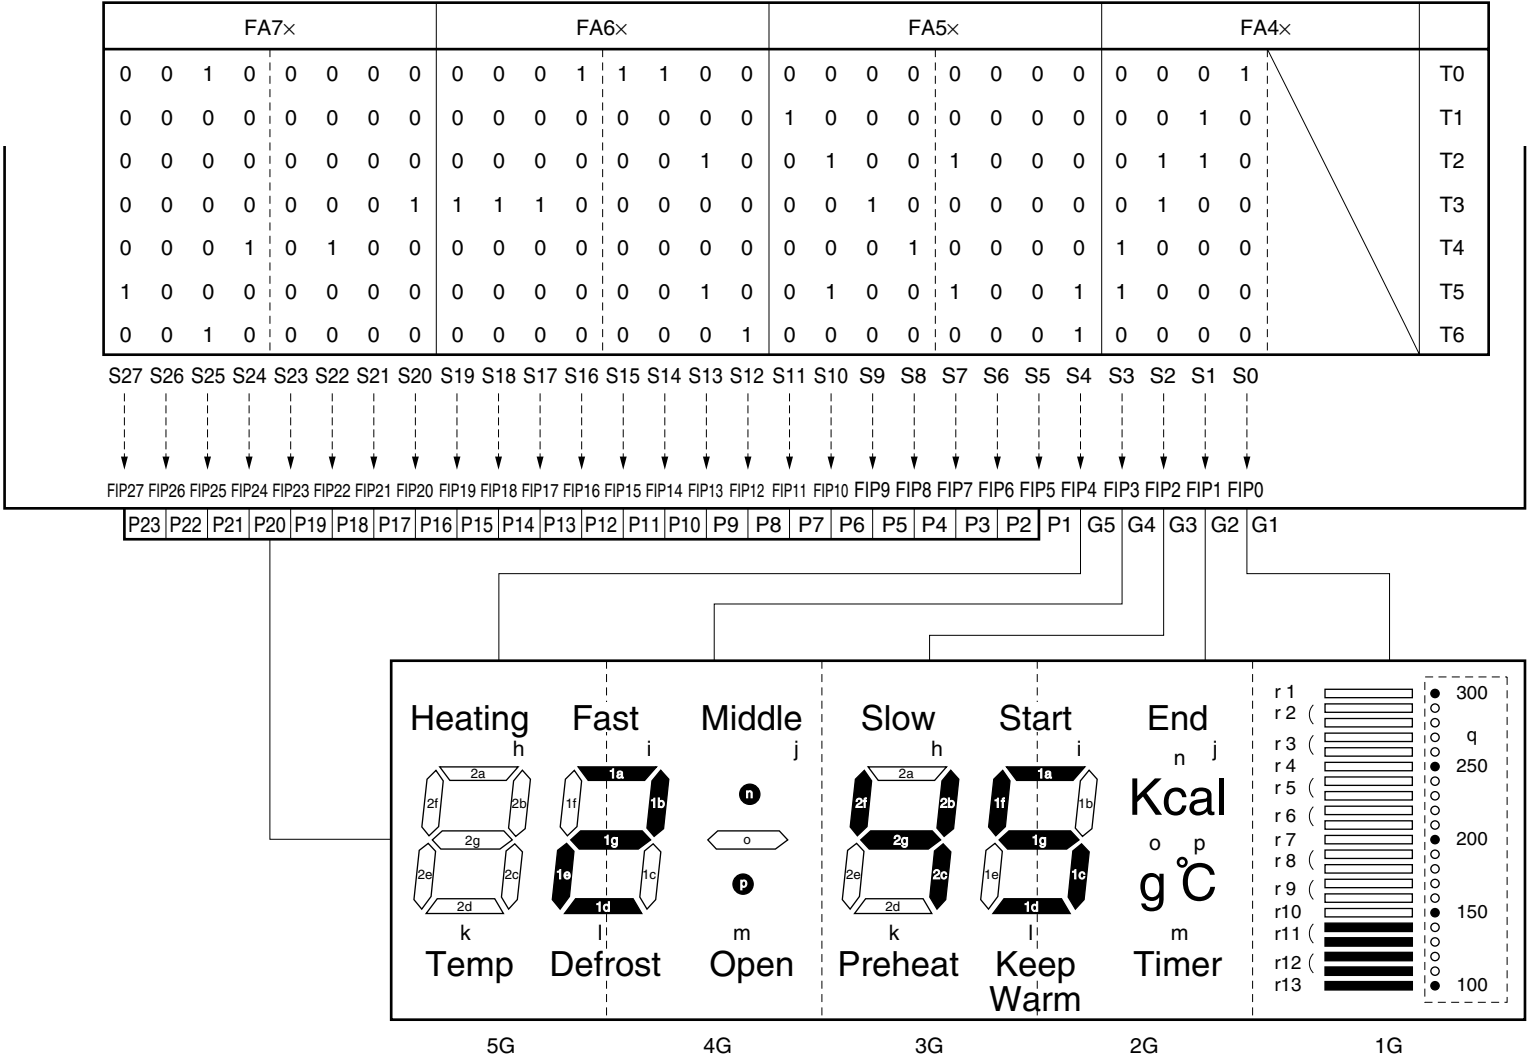 FA7× FA6× FA5× FA4×
0 0 1 0 0 0 0 0 0 0 0 1 1 1 0 0 0 0 0 0 0 0 0 0 0 0 0 1 T0
0 0 0 0 0 0 0 0 0 0 0 0 0 0 0 0 1 0 0 0 0 0 0 0 0 0 1 0 T1
0 0 0 0 0 0 0 0 0 0 0 0 0 0 1 0 0 1 0 0 1 0 0 0 0 1 1 0 T2
0 0 0 0 0 0 0 1 1 1 1 0 0 0 0 0 0 0 1 0 0 0 0 0 0 1 0 0 T3
0 0 0 1 0 1 0 0 0 0 0 0 0 0 0 0 0 0 0 1 0 0 0 0 1 0 0 0 T4
1 0 0 0 0 0 0 0 0 0 0 0 0 0 1 0 0 1 0 0 1 0 0 1 1 0 0 0 T5
0 0 1 0 0 0 0 0 0 0 0 0 0 0 0 1 0 0 0 0 0 0 0 1 0 0 0 0 T6
S27 S26 S25 S24 S23 S22 S21 S20 S19 S18 S17 S16 S15 S14 S13 S12 S11 S10 S9 S8 S7 S6 S5 S4 S3 S2 S1 S0
FIP27 FIP26 FIP25 FIP24 FIP23 FIP22 FIP21 FIP20 FIP19 FIP18 FIP17 FIP16 FIP15 FIP14 FIP13 FIP12 FIP11 FIP10 FIP9 FIP8 FIP7 FIP6 FIP5 FIP4 FIP3 FIP2 FIP1 FIP0
P23 P22 P21 P20 P19 P18 P17 P16 P15 P14 P13 P12 P11 P10 P9 P8 P7 P6 P5 P4 P3 P2 P1 G5 G4 G3 G2 G1
Heating Fast Middle Slow Start End
h i j h i n j
2a 1a 2a 1a
2f 2b 1f 1b n 2f 2b 1f 1b Kcal
2g 1g o 2g 1g o p
2e 2c 1e 1c p 2e 2c 1e 1c g °C
2d 1d 2d 1d
k l m k l m
Temp Defrost Open Preheat Keep Warm Timer
r 1 300
r 2
r 3 q
r 4 250
r 5
r 6
r 7 200
r 8
r 9
r10 150
r11
r12
r13 100
5G 4G 3G 2G 1G